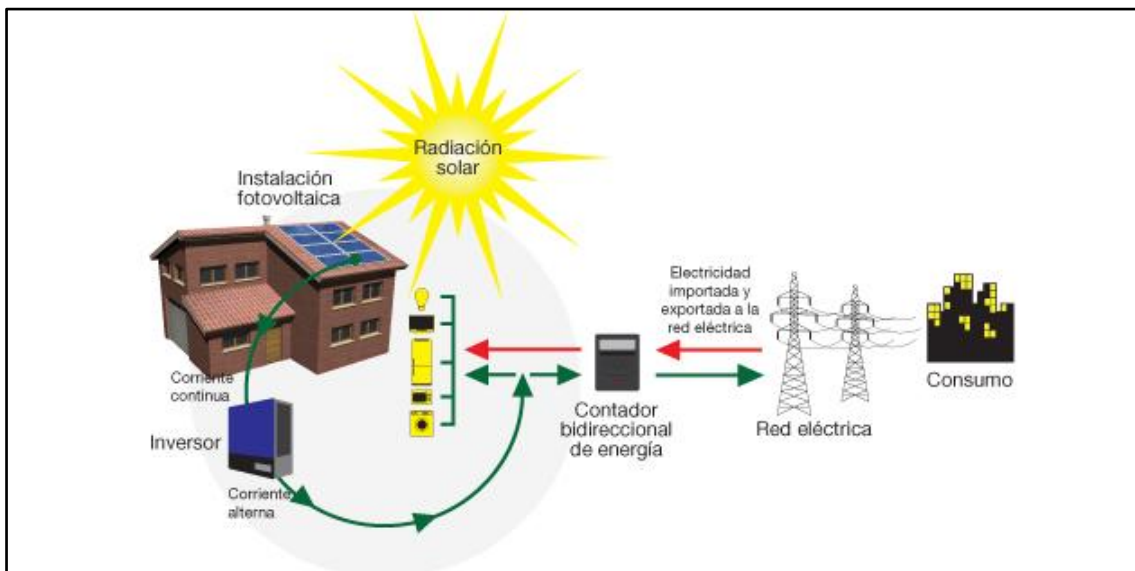 Radiación
solar
Instalación
fotovoltaica
Electricidad
importada y
exportada a la
red eléctrica
Corriente
continua
Inversor
Corriente
alterna
Contador
bidireccional
de energía
Red eléctrica
Consumo